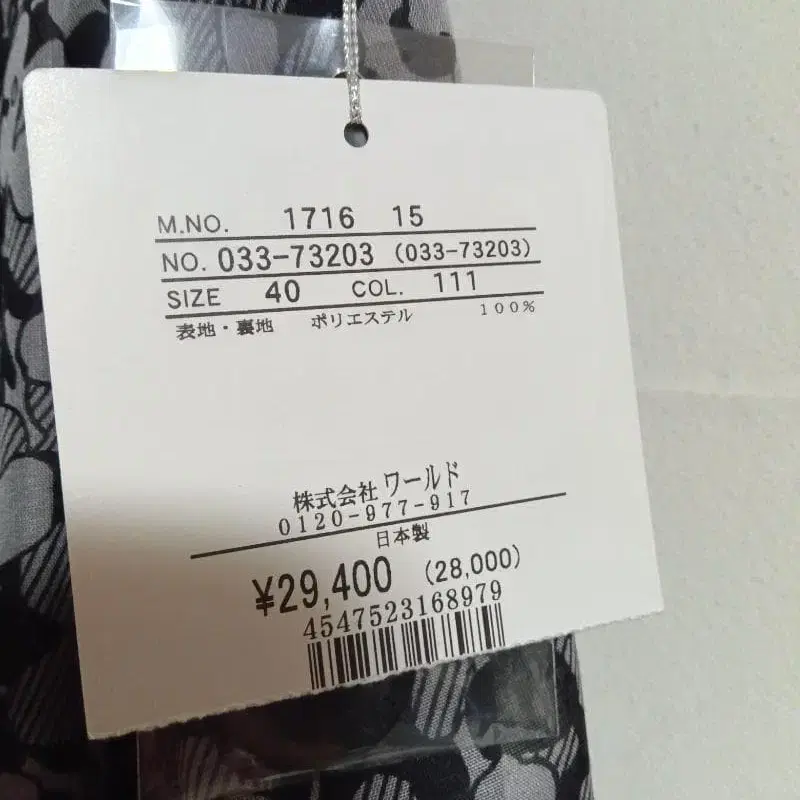 M.NO. 1716 15
NO. 033-73203 (033-73203)
SIZE 40 COL. 111
表地・裏地 ポリエステル 100%
株式会社 ワールド
0120-977-917
日本製
¥29,400 (28,000)
4547523168979